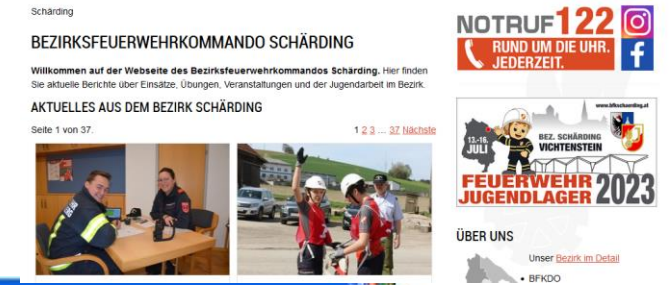 Schärding
BEZIRKSFEUERWEHRKOMMANDO SCHÄRDING
Willkommen auf der Webseite des Bezirksfeuerwehrkommandos Schärding. Hier finden
Sie aktuelle Berichte über Einsätze, Übungen, Veranstaltungen und der Jugendarbeit im Bezirk.
AKTUELLES AUS DEM BEZIRK SCHÄRDING
Seite 1 von 37.
1 2 3 ... 37 Nächste
NOTRUF 122
RUND UM DIE UHR.
JEDERZEIT.
www.bfkschaerding.at
13.-16.
JULI
BEZ. SCHÄRDING
VICHTENSTEIN
FEUERWEHR
JUGENDLAGER 2023
ÜBER UNS
Unser Bezirk im Detail
• BFKDO